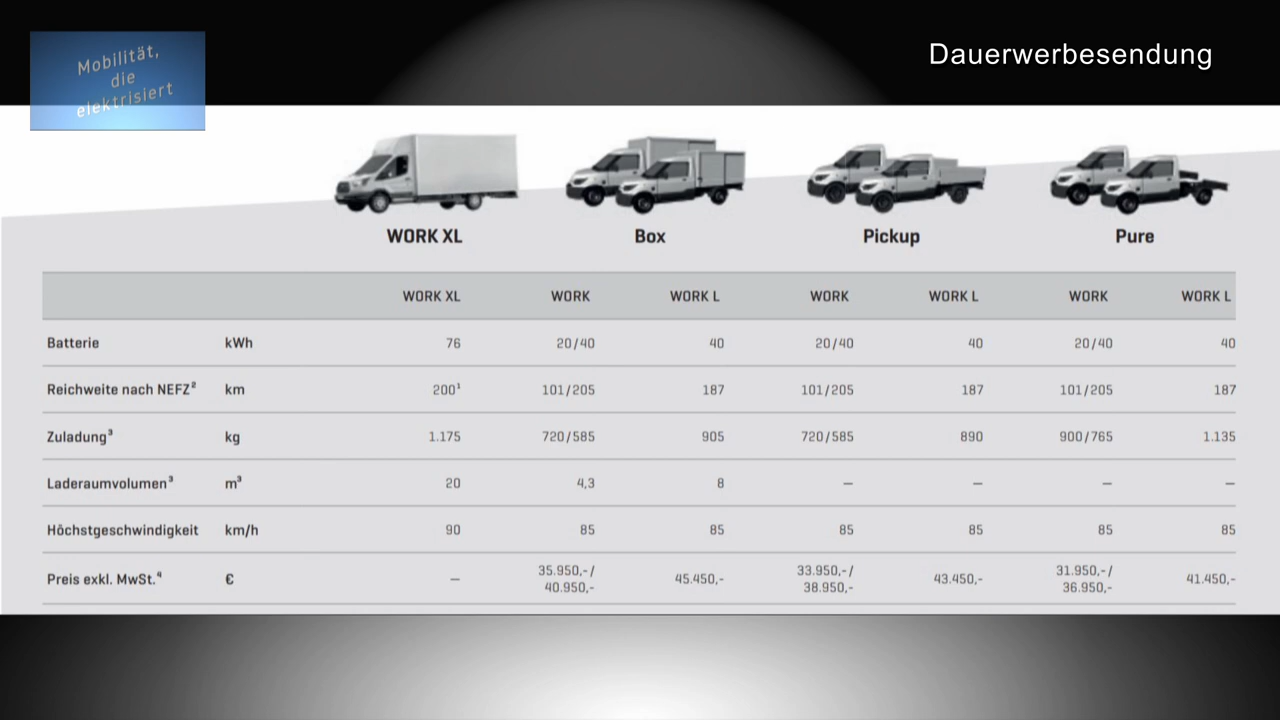 Mobilität,
die
elektrisiert
Dauerwerbesendung
WORK XL Box Pickup Pure
WORK XL WORK WORK L WORK WORK L WORK WORK L
Batterie kWh 76 20/40 40 20/40 40 20/40 40
Reichweite nach NEFZ² km 200¹ 101/205 187 101/205 187 101/205 187
Zuladung³ kg 1.175 720/585 905 720/585 890 900/765 1.135
Laderaumvolumen³ m³ 20 4,3 8 — — — —
Höchstgeschwindigkeit km/h 90 85 85 85 85 85 85
Preis exkl. MwSt.⁴ € — 35.950,-/ 45.450,- 33.950,-/ 43.450,- 31.950,-/ 41.450,-
40.950,- 38.950,- 36.950,-